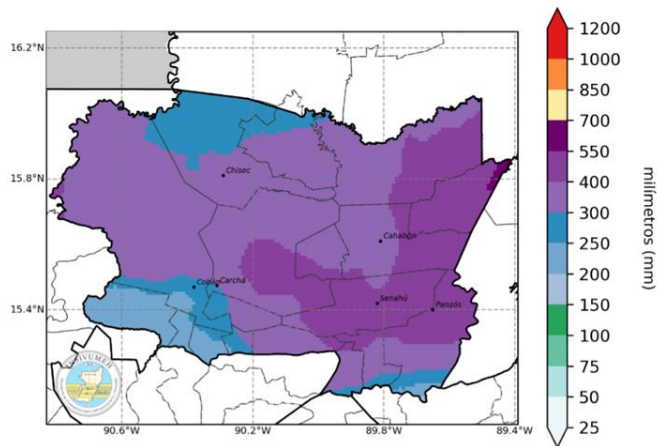 16.2°N
15.8°N
15.4°N
90.6°W
90.2°W
89.8°W
89.4°W
Chisec
Cahabón
Cobán
Carchá
Senahú
Panzós
INSIVUMEH
1200
1000
850
700
550
400
300
250
200
150
100
75
50
25
milímetros (mm)